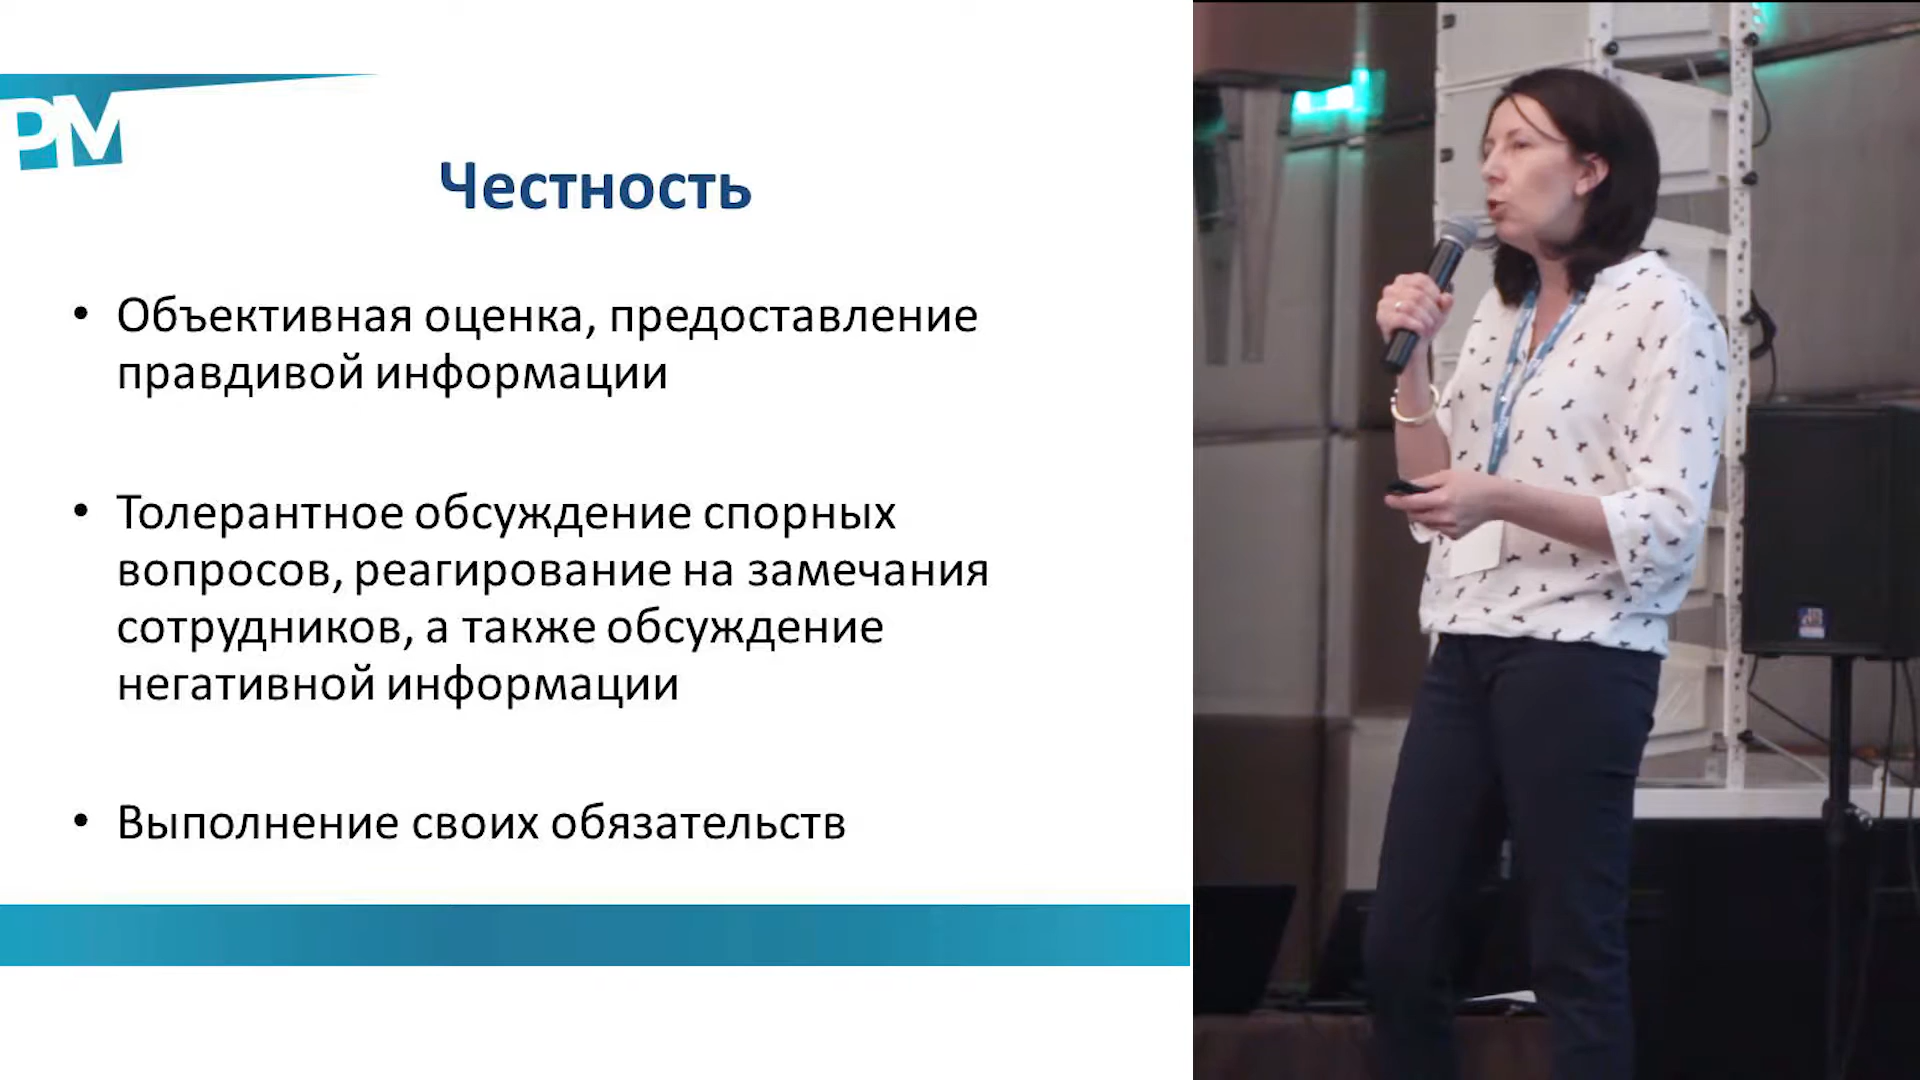 PM
Честность
• Объективная оценка, предоставление
правдивой информации
• Толерантное обсуждение спорных
вопросов, реагирование на замечания
сотрудников, а также обсуждение
негативной информации
• Выполнение своих обязательств